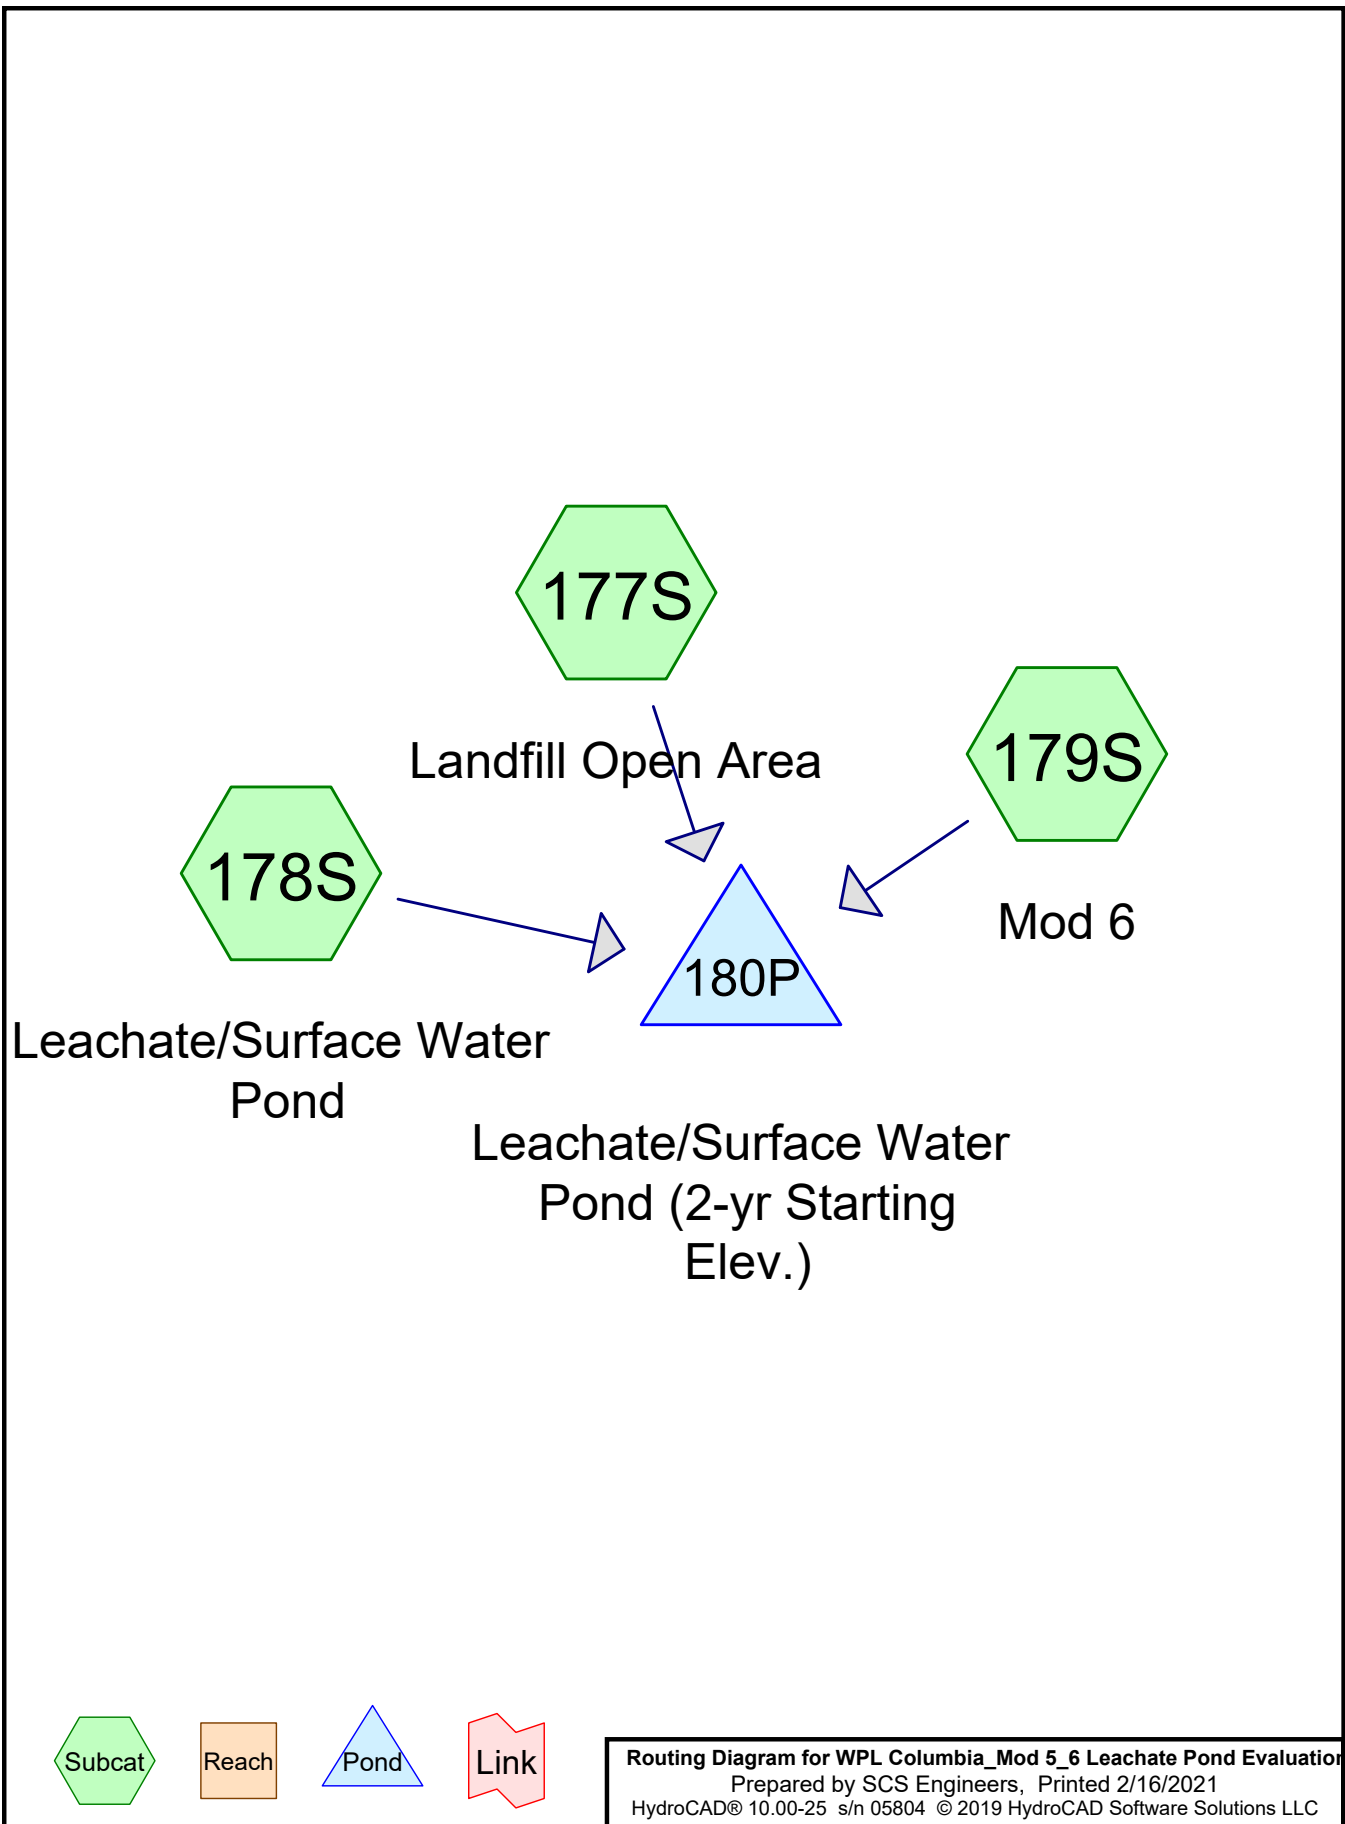 177S
Landfill Open Area
179S
Mod 6
178S
Leachate/Surface Water
Pond
180P
Leachate/Surface Water
Pond (2-yr Starting
Elev.)
Subcat
Reach
Pond
Link
Routing Diagram for WPL Columbia_Mod 5_6 Leachate Pond Evaluation
Prepared by SCS Engineers, Printed 2/16/2021
HydroCAD® 10.00-25 s/n 05804 © 2019 HydroCAD Software Solutions LLC